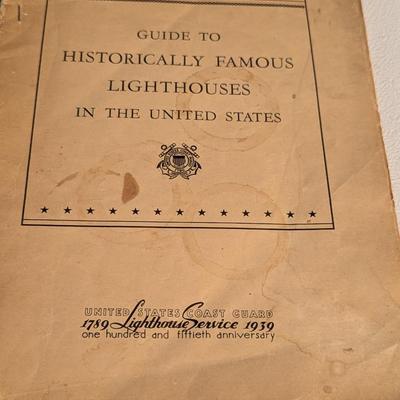 GUIDE TO
HISTORICALLY FAMOUS
LIGHTHOUSES
IN THE UNITED STATES
UNITED STATES COAST GUARD
1789 Lighthouse Service 1939
one hundred and fiftieth anniversary